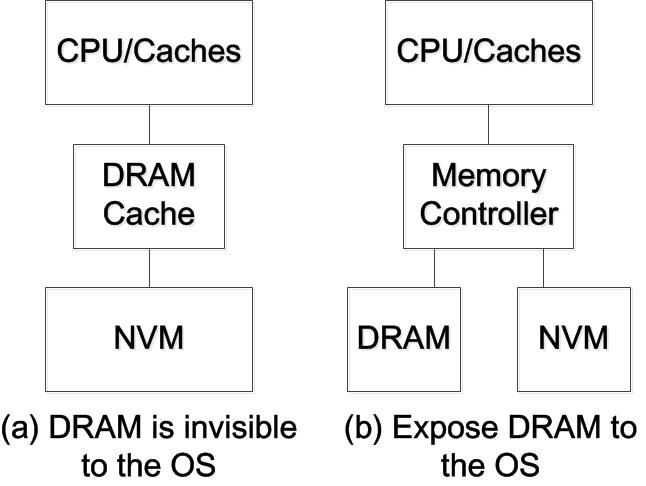 CPU/Caches
DRAM
Cache
NVM
(a) DRAM is invisible
to the OS
CPU/Caches
Memory
Controller
DRAM
NVM
(b) Expose DRAM to
the OS